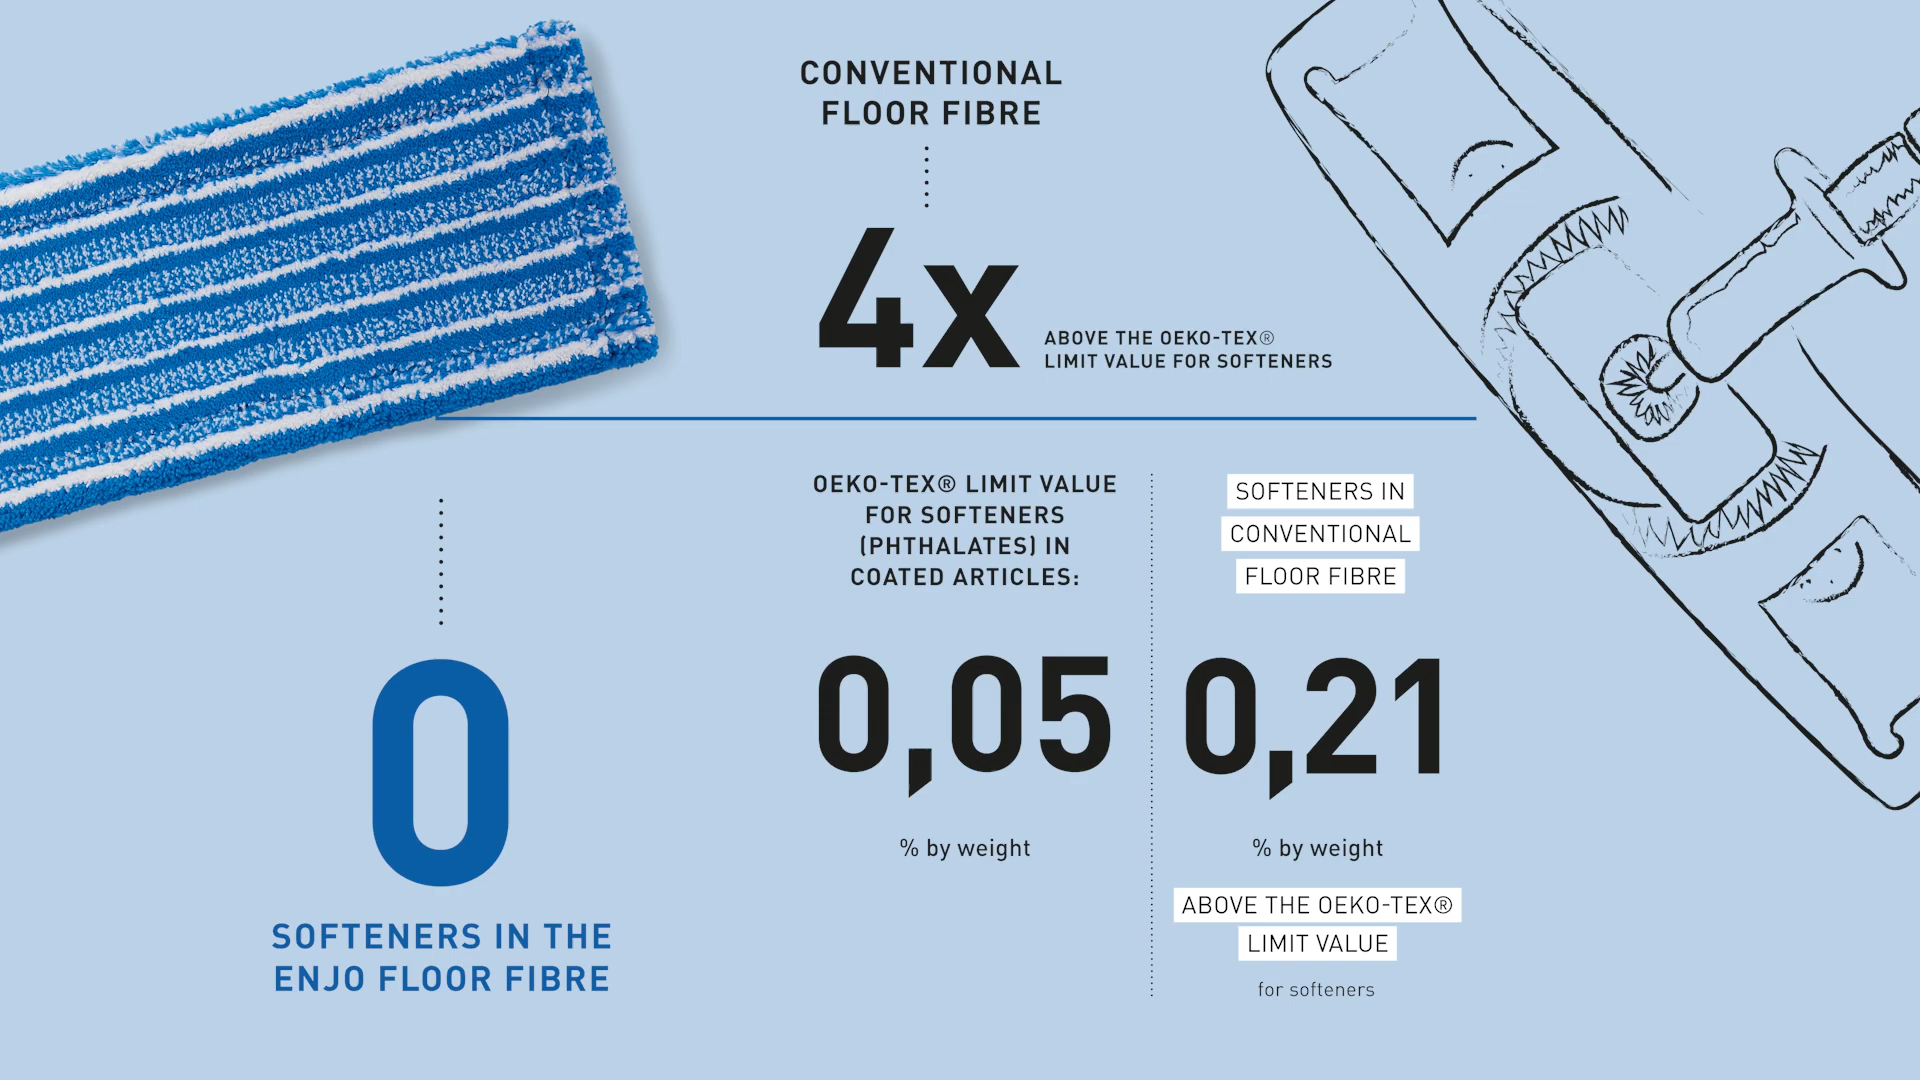 CONVENTIONAL
FLOOR FIBRE
4x
ABOVE THE OEKO-TEX®
LIMIT VALUE FOR SOFTENERS
0
SOFTENERS IN THE
ENJO FLOOR FIBRE
OEKO-TEX® LIMIT VALUE
FOR SOFTENERS
(PHTHALATES) IN
COATED ARTICLES:
0,05
% by weight
SOFTENERS IN
CONVENTIONAL
FLOOR FIBRE
0,21
% by weight
ABOVE THE OEKO-TEX®
LIMIT VALUE
for softeners